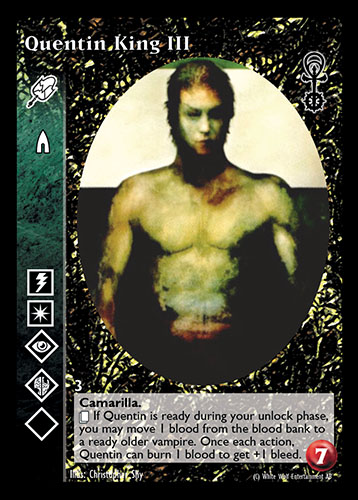 Quentin King III
3
Camarilla.
If Quentin is ready during your unlock phase,
you may move 1 blood from the blood bank to
a ready older vampire. Once each action,
Quentin can burn 1 blood to get +1 bleed.
7
Illus: Christopher Shy
(C) White Wolf Entertainment AB